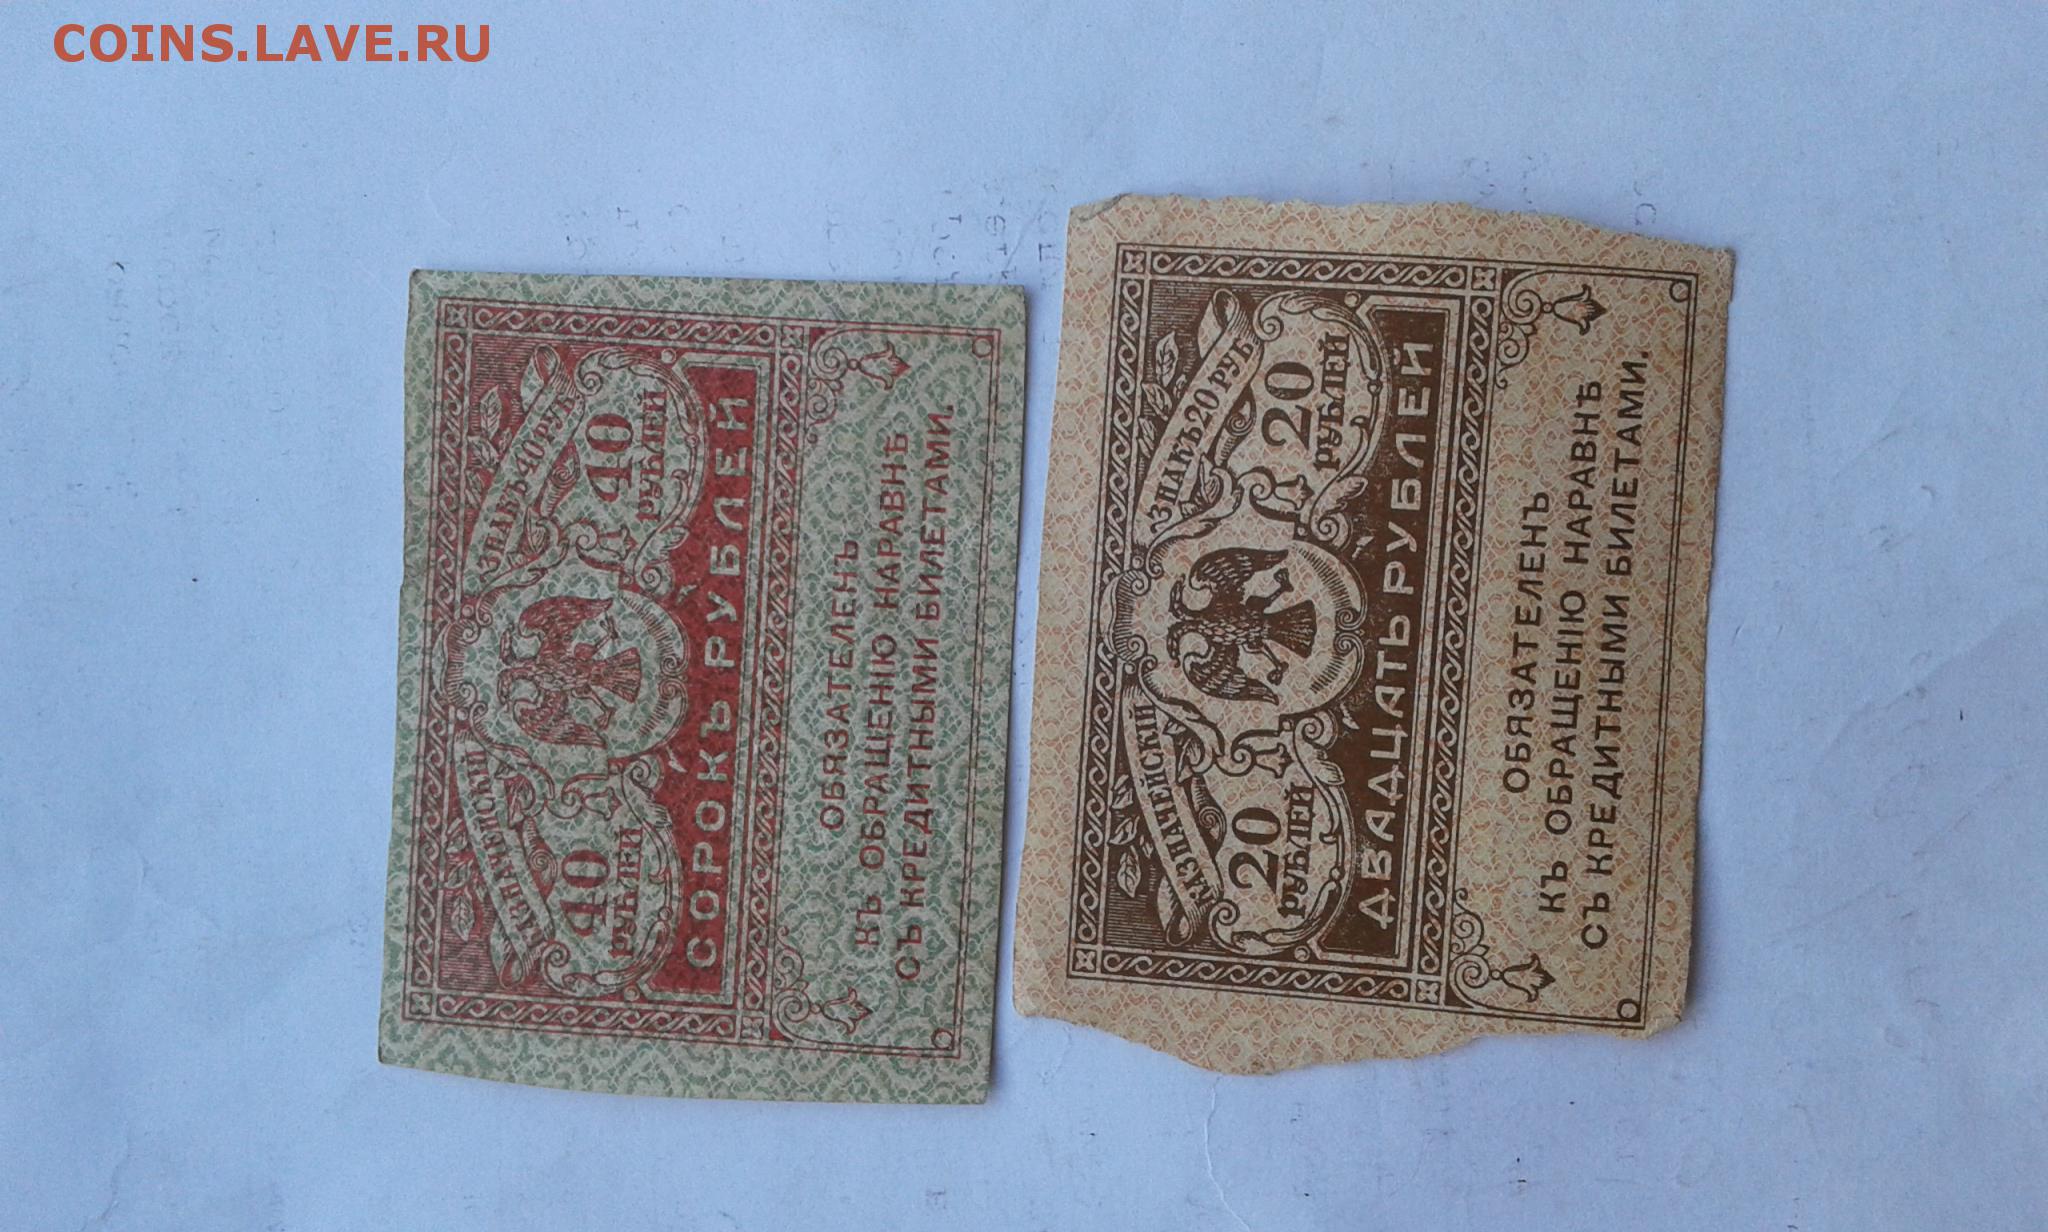 COINS.LAVE.RU
КАЗНАЧЕЙСКІЙ
ЗНАКЪ 40 РУБ
40
РУБЛЕЙ
40
РУБЛЕЙ
СОРОКЪ РУБЛЕЙ
ОБЯЗАТЕЛЕНЪ
КЪ ОБРАЩЕНІЮ НАРАВНѢ
СЪ КРЕДИТНЫМИ БИЛЕТАМИ.
КАЗНАЧЕЙСКІЙ
ЗНАКЪ 20 РУБ
20
РУБЛЕЙ
20
РУБЛЕЙ
ДВАДЦАТЬ РУБЛЕЙ
ОБЯЗАТЕЛЕНЪ
КЪ ОБРАЩЕНІЮ НАРАВНѢ
СЪ КРЕДИТНЫМИ БИЛЕТАМИ.